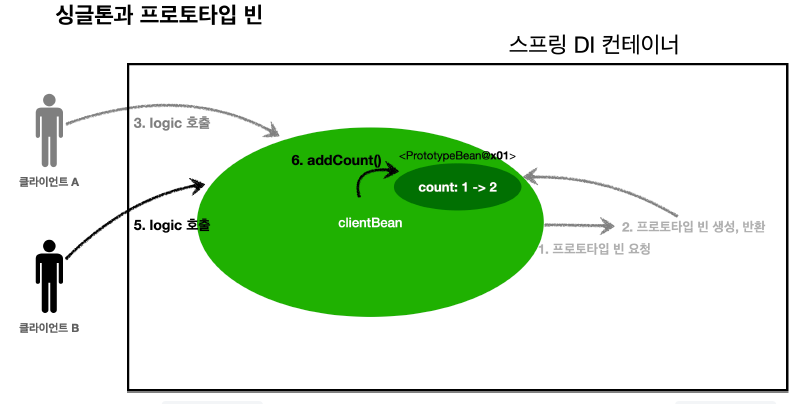 싱글톤과 프로토타입 빈
스프링 DI 컨테이너
3. logic 호출
6. addCount()
<PrototypeBean@x01>
count: 1 -> 2
클라이언트 A
clientBean
5. logic 호출
2. 프로토타입 빈 생성, 반환
1. 프로토타입 빈 요청
클라이언트 B